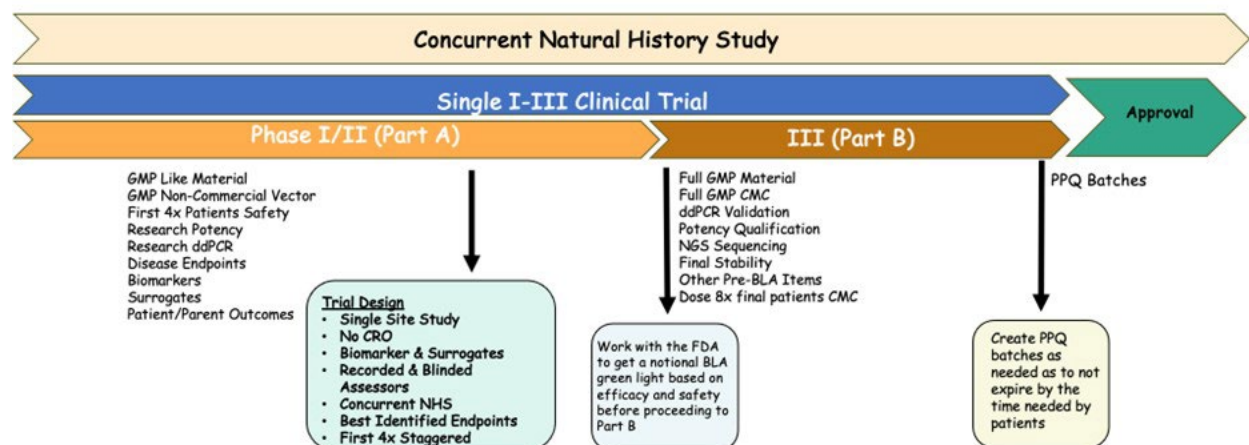 Concurrent Natural History Study
Single I-III Clinical Trial
Approval
Phase I/II (Part A)
III (Part B)
GMP Like Material
GMP Non-Commercial Vector
First 4x Patients Safety
Research Potency
Research ddPCR
Disease Endpoints
Biomarkers
Surrogates
Patient/Parent Outcomes
Full GMP Material
Full GMP CMC
ddPCR Validation
Potency Qualification
NGS Sequencing
Final Stability
Other Pre-BLA Items
Dose 8x final patients CMC
PPQ Batches
Trial Design
• Single Site Study
• No CRO
• Biomarker & Surrogates
• Recorded & Blinded
Assessors
• Concurrent NHS
• Best Identified Endpoints
• First 4x Staggered
Work with the FDA
to get a notional BLA
green light based on
efficacy and safety
before proceeding to
Part B
Create PPQ
batches as
needed as to not
expire by the
time needed by
patients